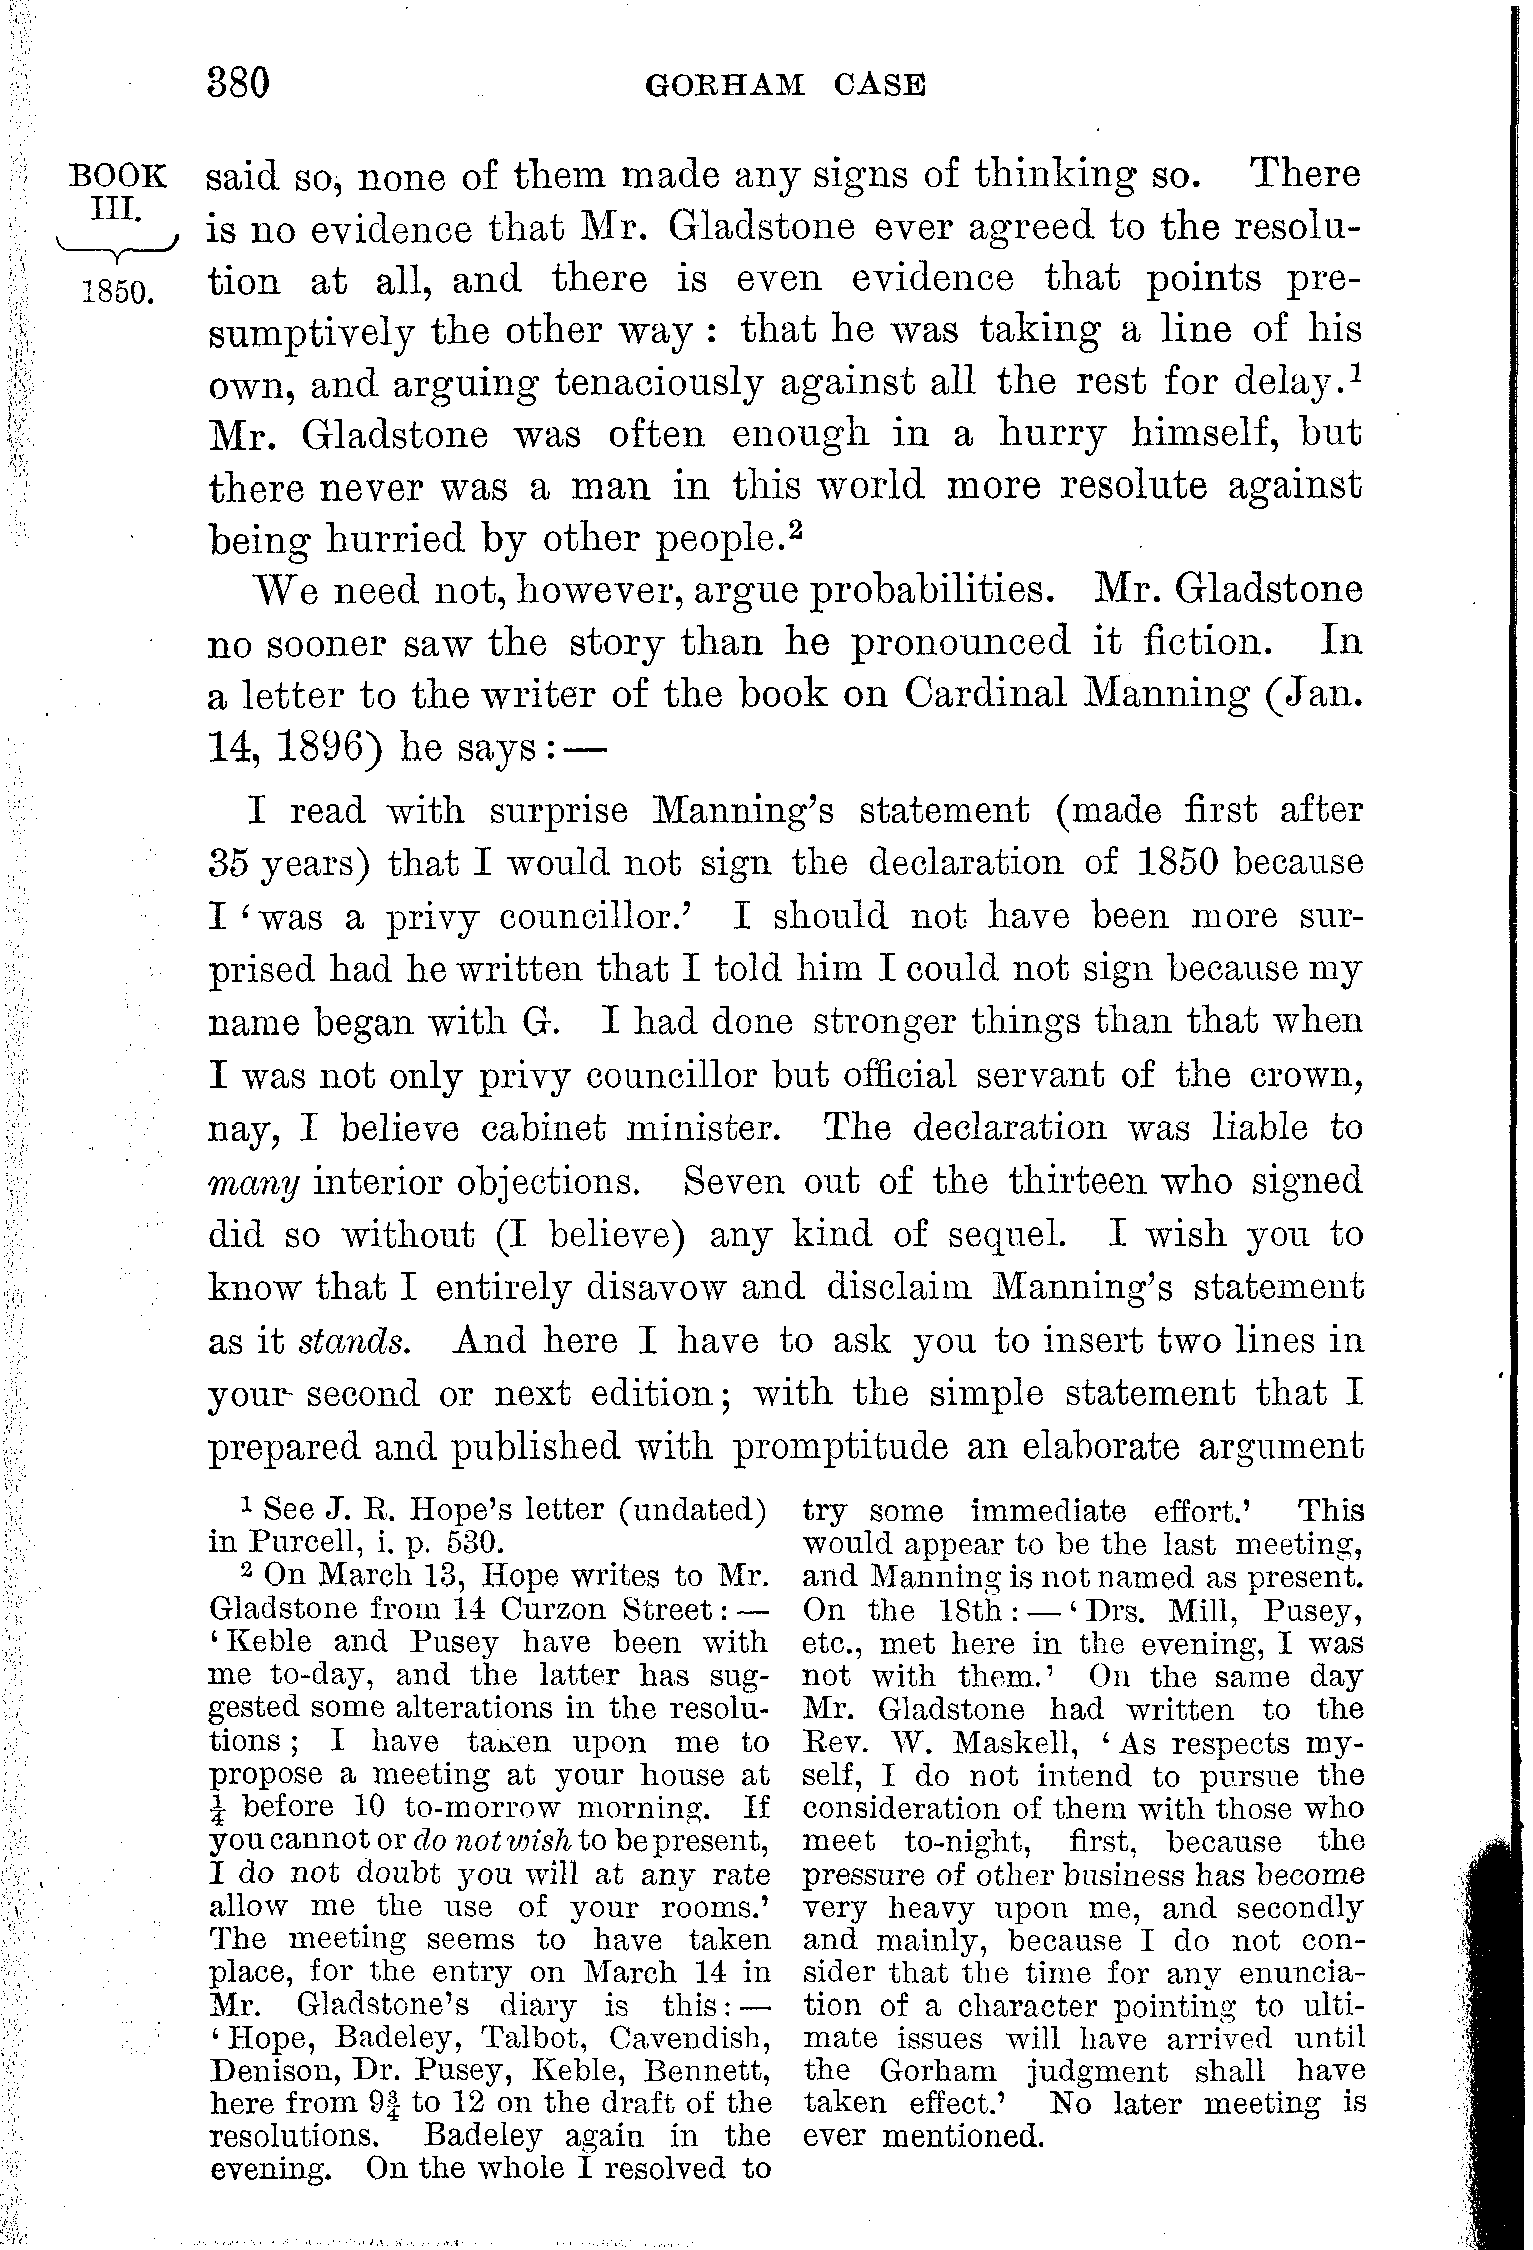 380 GORHAM CASE
BOOK
III.
1850.
said so, none of them made any signs of thinking so. There
is no evidence that Mr. Gladstone ever agreed to the resolu-
tion at all, and there is even evidence that points pre-
sumptively the other way : that he was taking a line of his
own, and arguing tenaciously against all the rest for delay.¹
Mr. Gladstone was often enough in a hurry himself, but
there never was a man in this world more resolute against
being hurried by other people.²
We need not, however, argue probabilities. Mr. Gladstone
no sooner saw the story than he pronounced it fiction. In
a letter to the writer of the book on Cardinal Manning (Jan.
14, 1896) he says :—
I read with surprise Manning's statement (made first after
35 years) that I would not sign the declaration of 1850 because
I 'was a privy councillor.' I should not have been more sur-
prised had he written that I told him I could not sign because my
name began with G. I had done stronger things than that when
I was not only privy councillor but official servant of the crown,
nay, I believe cabinet minister. The declaration was liable to
many interior objections. Seven out of the thirteen who signed
did so without (I believe) any kind of sequel. I wish you to
know that I entirely disavow and disclaim Manning's statement
as it stands. And here I have to ask you to insert two lines in
your second or next edition; with the simple statement that I
prepared and published with promptitude an elaborate argument
¹ See J. R. Hope's letter (undated)
in Purcell, i. p. 530.
² On March 13, Hope writes to Mr.
Gladstone from 14 Curzon Street : —
'Keble and Pusey have been with
me to-day, and the latter has sug-
gested some alterations in the resolu-
tions ; I have taken upon me to
propose a meeting at your house at
¼ before 10 to-morrow morning. If
you cannot or do not wish to be present,
I do not doubt you will at any rate
allow me the use of your rooms.'
The meeting seems to have taken
place, for the entry on March 14 in
Mr. Gladstone's diary is this : —
'Hope, Badeley, Talbot, Cavendish,
Denison, Dr. Pusey, Keble, Bennett,
here from 9¾ to 12 on the draft of the
resolutions. Badeley again in the
evening. On the whole I resolved to
try some immediate effort.' This
would appear to be the last meeting,
and Manning is not named as present.
On the 18th : — 'Drs. Mill, Pusey,
etc., met here in the evening, I was
not with them.' On the same day
Mr. Gladstone had written to the
Rev. W. Maskell, 'As respects my-
self, I do not intend to pursue the
consideration of them with those who
meet to-night, first, because the
pressure of other business has become
very heavy upon me, and secondly
and mainly, because I do not con-
sider that the time for any enuncia-
tion of a character pointing to ulti-
mate issues will have arrived until
the Gorham judgment shall have
taken effect.' No later meeting is
ever mentioned.